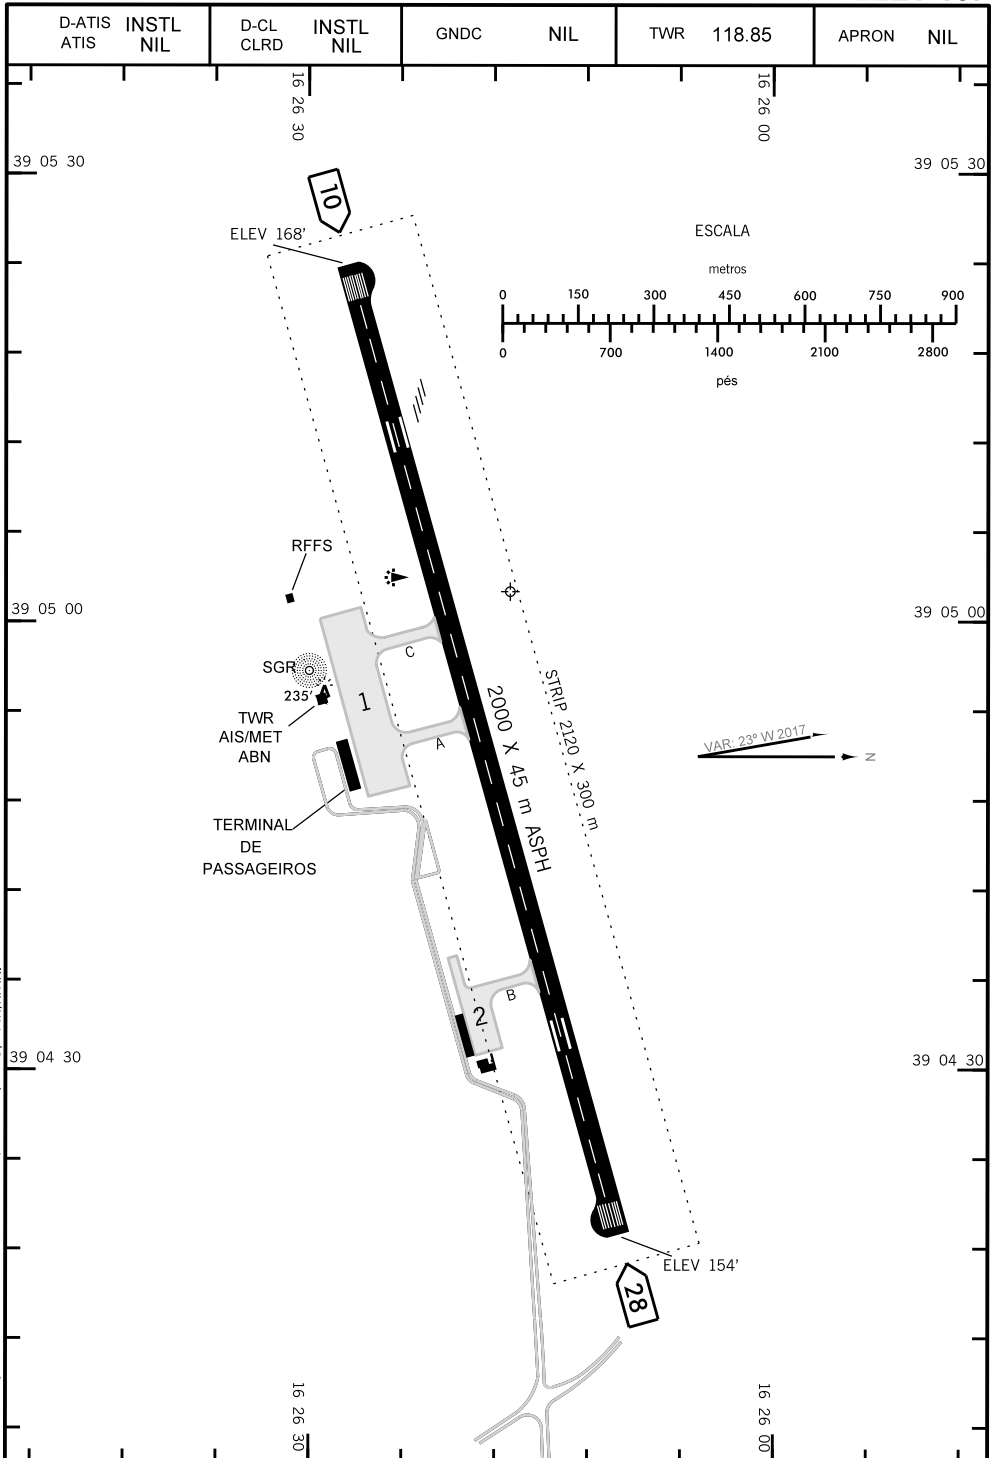 D-ATIS INSTL
ATIS NIL
D-CL INSTL
CLRD NIL
GNDC NIL
TWR 118.85
APRON NIL
16 26 30
16 26 00
39 05 30
39 05 30
10
ELEV 168'
ESCALA
metros
0 150 300 450 600 750 900
0 700 1400 2100 2800
pés
RFFS
39 05 00
39 05 00
C
SGR
235'
1
TWR
AIS/MET
ABN
A
2000 X 45 m ASPH
STRIP 2120 X 300 m
VAR: 23º W 2017
N
TERMINAL
DE
PASSAGEIROS
B
2
39 04 30
39 04 30
ELEV 154'
28
16 26 30
16 26 00